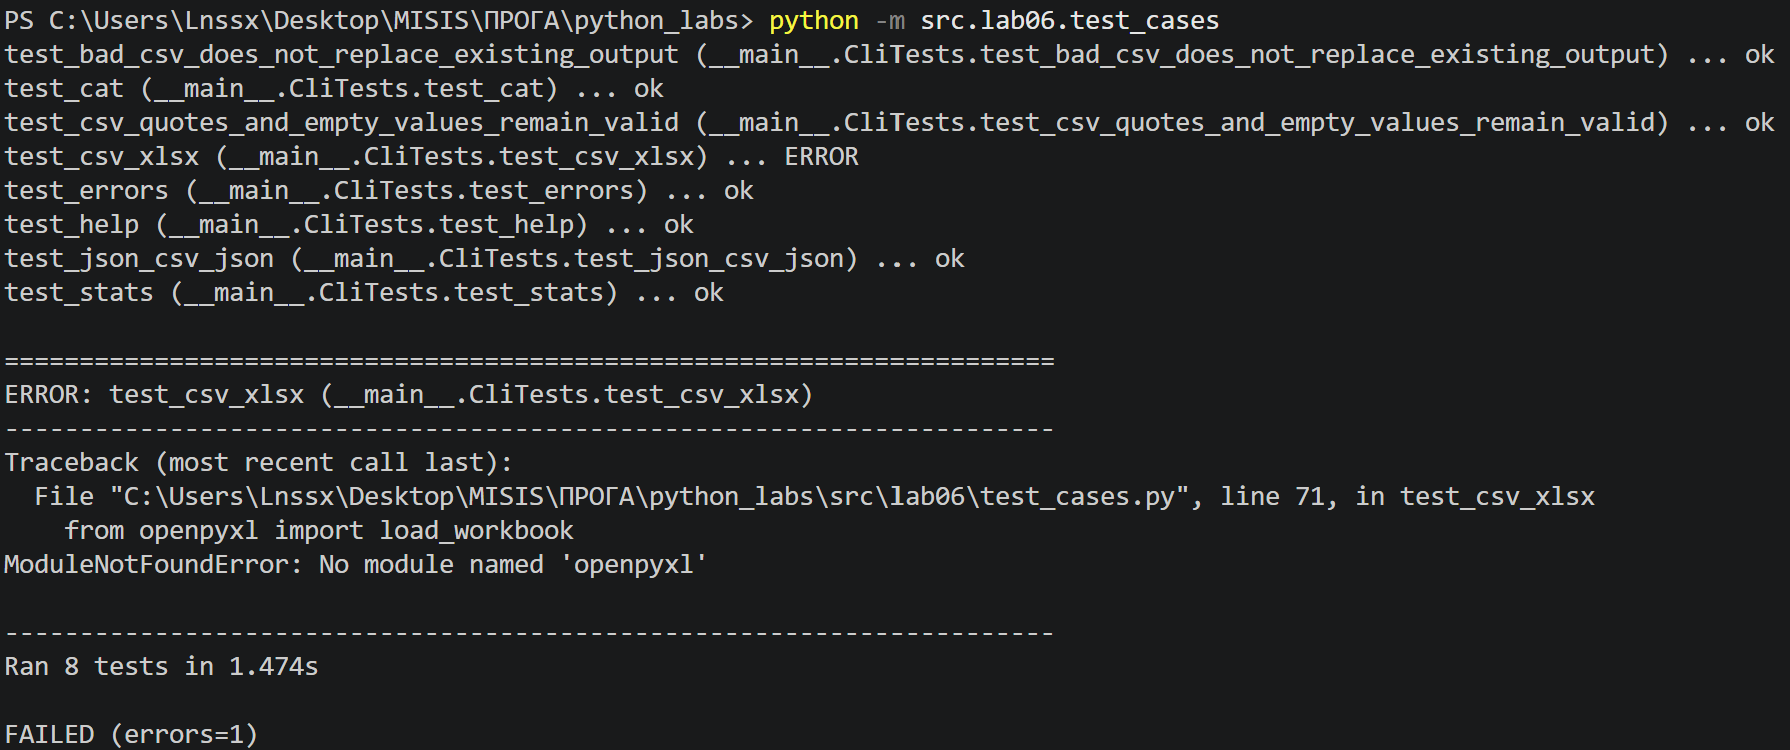 PS C:\Users\Lnssx\Desktop\MISIS\ПРОГА\python_labs> python -m src.lab06.test_cases
test_bad_csv_does_not_replace_existing_output (__main__.CliTests.test_bad_csv_does_not_replace_existing_output) ... ok
test_cat (__main__.CliTests.test_cat) ... ok
test_csv_quotes_and_empty_values_remain_valid (__main__.CliTests.test_csv_quotes_and_empty_values_remain_valid) ... ok
test_csv_xlsx (__main__.CliTests.test_csv_xlsx) ... ERROR
test_errors (__main__.CliTests.test_errors) ... ok
test_help (__main__.CliTests.test_help) ... ok
test_json_csv_json (__main__.CliTests.test_json_csv_json) ... ok
test_stats (__main__.CliTests.test_stats) ... ok

======================================================================
ERROR: test_csv_xlsx (__main__.CliTests.test_csv_xlsx)
----------------------------------------------------------------------
Traceback (most recent call last):
  File "C:\Users\Lnssx\Desktop\MISIS\ПРОГА\python_labs\src\lab06\test_cases.py", line 71, in test_csv_xlsx
    from openpyxl import load_workbook
ModuleNotFoundError: No module named 'openpyxl'

----------------------------------------------------------------------
Ran 8 tests in 1.474s

FAILED (errors=1)